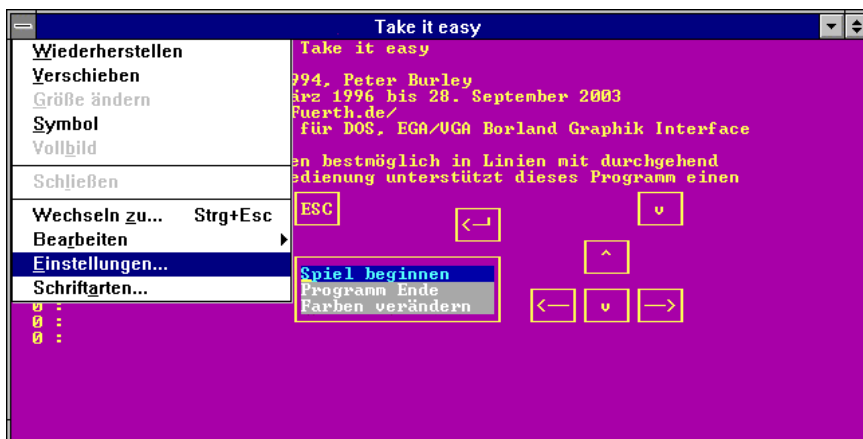 Take it easy
Wiederherstellen
Verschieben
Größe ändern
Symbol
Vollbild
Schließen
Wechseln zu... Strg+Esc
Bearbeiten
Einstellungen...
Schriftarten...
Take it easy
994, Peter Burley
ärz 1996 bis 28. September 2003
Fuerth.de/
für DOS, EGA/VGA Borland Graphik Interface
en bestmöglich in Linien mit durchgehend
edienung unterstützt dieses Programm einen
ESC
<─┘
v
^
<── v ──>
Spiel beginnen
Programm Ende
Farben verändern
0 :
0 :
0 :